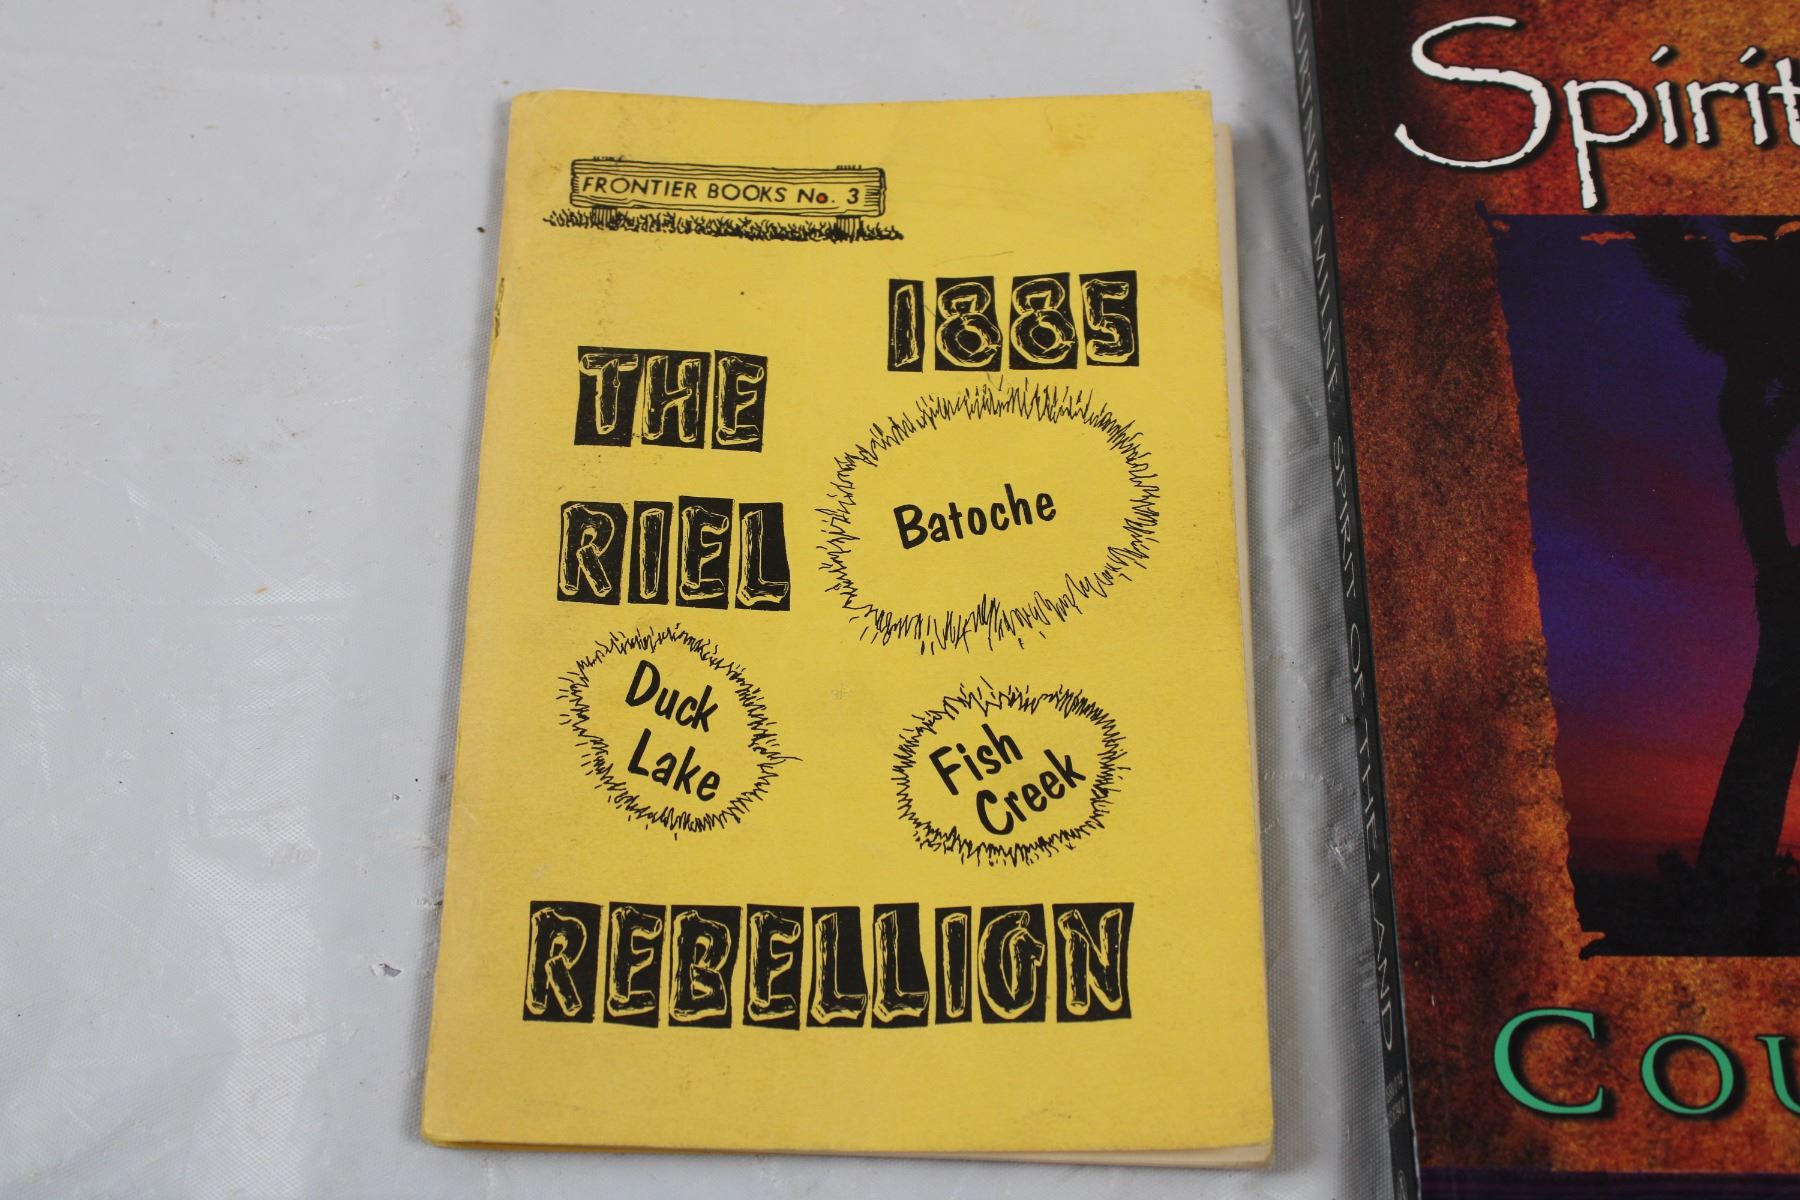 FRONTIER BOOKS No. 3
1885
THE
RIEL
Batoche
Duck
Lake
Fish
Creek
REBELLION
Spirit
COU
MILNE SPIRIT OF THE LAND